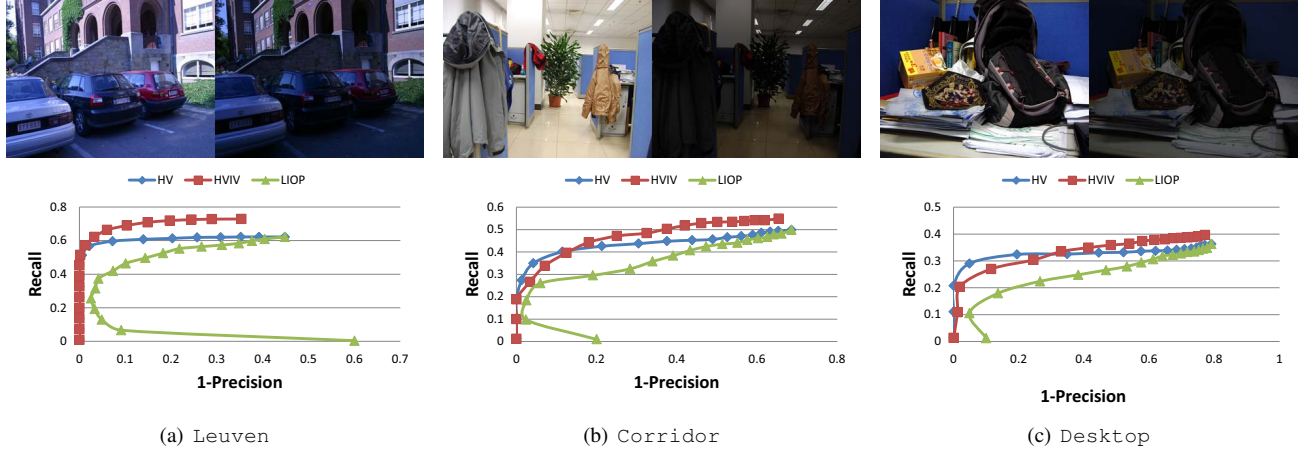 HV HVIV LIOP
Recall
0.8
0.6
0.4
0.2
0
0 0.1 0.2 0.3 0.4 0.5 0.6 0.7
1-Precision
(a) Leuven
HV HVIV LIOP
Recall
0.6
0.5
0.4
0.3
0.2
0.1
0
0 0.2 0.4 0.6 0.8
1-Precision
(b) Corridor
HV HVIV LIOP
Recall
0.5
0.4
0.3
0.2
0.1
0
0 0.2 0.4 0.6 0.8 1
1-Precision
(c) Desktop